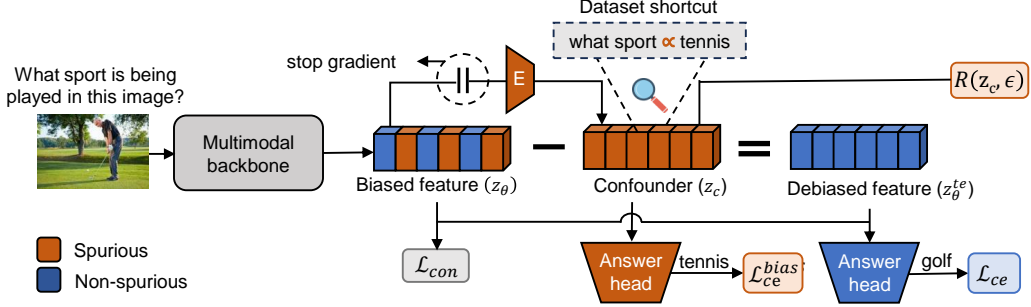 Dataset shortcut
what sport ∝ tennis
stop gradient
E
R(z_c, ϵ)
What sport is being
played in this image?
Multimodal
backbone
Biased feature (z_θ)
Confounder (z_c)
Debiased feature (z_θ^te)
Spurious
Non-spurious
ℒ_con
Answer
head
tennis
ℒ_ce^bias
Answer
head
golf
ℒ_ce